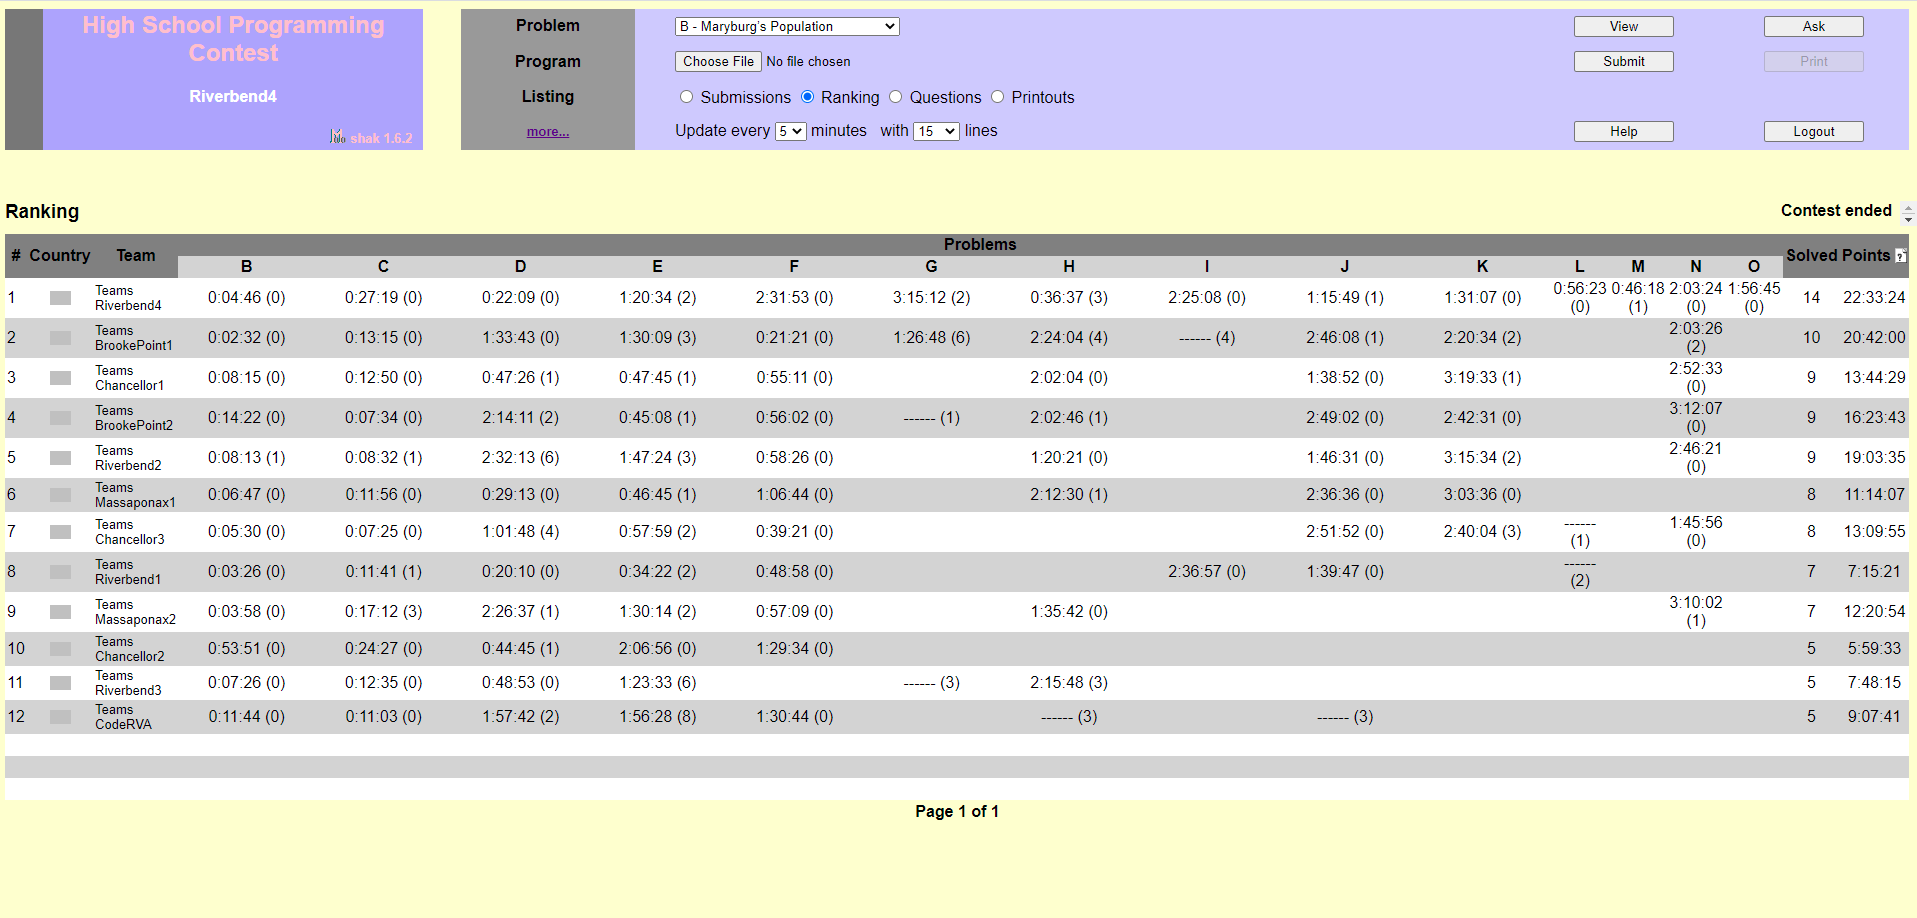 High School Programming
Contest
Riverbend4
shak 1.6.2
Problem B - Maryburg's Population View Ask
Program Choose File No file chosen Submit Print
Listing Submissions Ranking Questions Printouts
more... Update every 5 minutes with 15 lines Help Logout
Ranking Contest ended
# Country Team Problems Solved Points ?
B C D E F G H I J K L M N O
1 Teams Riverbend4 0:04:46 (0) 0:27:19 (0) 0:22:09 (0) 1:20:34 (2) 2:31:53 (0) 3:15:12 (2) 0:36:37 (3) 2:25:08 (0) 1:15:49 (1) 1:31:07 (0) 0:56:23 (0) 0:46:18 (1) 2:03:24 (0) 1:56:45 (0) 14 22:33:24
2 Teams BrookePoint1 0:02:32 (0) 0:13:15 (0) 1:33:43 (0) 1:30:09 (3) 0:21:21 (0) 1:26:48 (6) 2:24:04 (4) ------ (4) 2:46:08 (1) 2:20:34 (2) 2:03:26 (2) 10 20:42:00
3 Teams Chancellor1 0:08:15 (0) 0:12:50 (0) 0:47:26 (1) 0:47:45 (1) 0:55:11 (0) 2:02:04 (0) 1:38:52 (0) 3:19:33 (1) 2:52:33 (0) 9 13:44:29
4 Teams BrookePoint2 0:14:22 (0) 0:07:34 (0) 2:14:11 (2) 0:45:08 (1) 0:56:02 (0) ------ (1) 2:02:46 (1) 2:49:02 (0) 2:42:31 (0) 3:12:07 (0) 9 16:23:43
5 Teams Riverbend2 0:08:13 (1) 0:08:32 (1) 2:32:13 (6) 1:47:24 (3) 0:58:26 (0) 1:20:21 (0) 1:46:31 (0) 3:15:34 (2) 2:46:21 (0) 9 19:03:35
6 Teams Massaponax1 0:06:47 (0) 0:11:56 (0) 0:29:13 (0) 0:46:45 (1) 1:06:44 (0) 2:12:30 (1) 2:36:36 (0) 3:03:36 (0) 8 11:14:07
7 Teams Chancellor3 0:05:30 (0) 0:07:25 (0) 1:01:48 (4) 0:57:59 (2) 0:39:21 (0) 2:51:52 (0) 2:40:04 (3) ------ (1) 1:45:56 (0) 8 13:09:55
8 Teams Riverbend1 0:03:26 (0) 0:11:41 (1) 0:20:10 (0) 0:34:22 (2) 0:48:58 (0) 2:36:57 (0) 1:39:47 (0) ------ (2) 7 7:15:21
9 Teams Massaponax2 0:03:58 (0) 0:17:12 (3) 2:26:37 (1) 1:30:14 (2) 0:57:09 (0) 1:35:42 (0) 3:10:02 (1) 7 12:20:54
10 Teams Chancellor2 0:53:51 (0) 0:24:27 (0) 0:44:45 (1) 2:06:56 (0) 1:29:34 (0) 5 5:59:33
11 Teams Riverbend3 0:07:26 (0) 0:12:35 (0) 0:48:53 (0) 1:23:33 (6) ------ (3) 2:15:48 (3) 5 7:48:15
12 Teams CodeRVA 0:11:44 (0) 0:11:03 (0) 1:57:42 (2) 1:56:28 (8) 1:30:44 (0) ------ (3) ------ (3) 5 9:07:41
Page 1 of 1